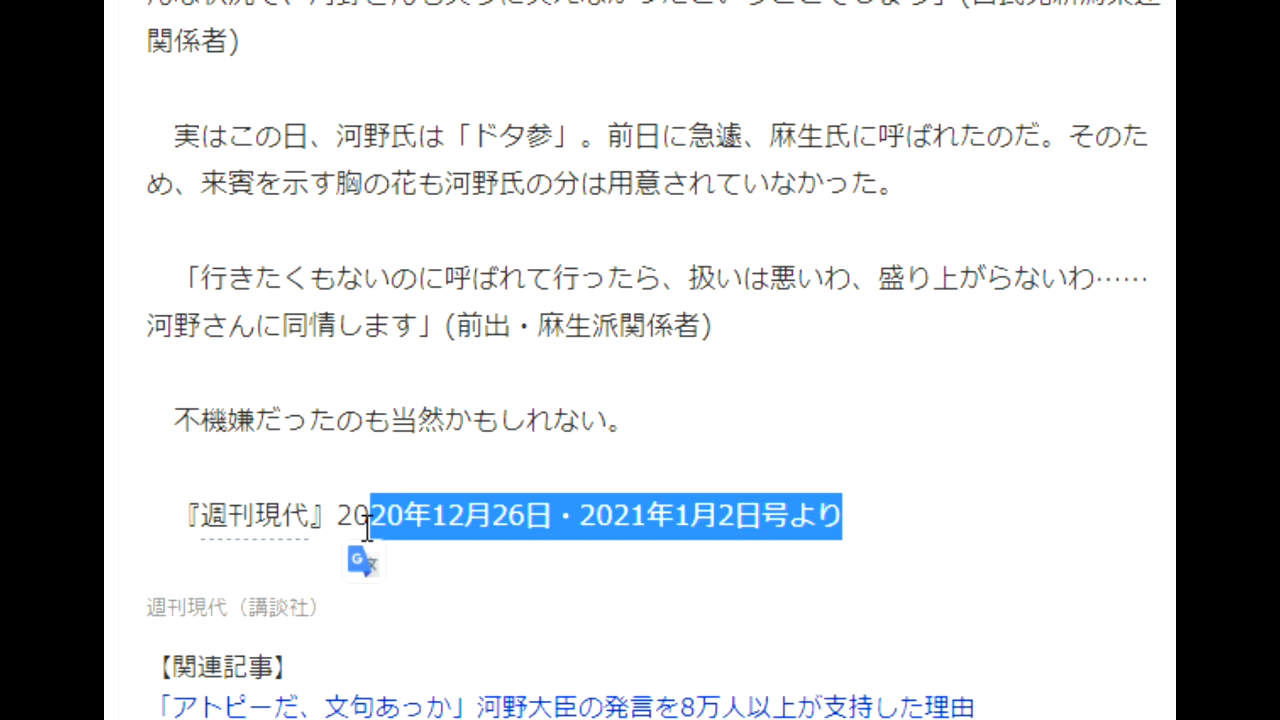 関係者)
実はこの日、河野氏は「ドタ参」。前日に急遽、麻生氏に呼ばれたのだ。そのた
め、来賓を示す胸の花も河野氏の分は用意されていなかった。
「行きたくもないのに呼ばれて行ったら、扱いは悪いわ、盛り上がらないわ……
河野さんに同情します」(前出・麻生派関係者)
不機嫌だったのも当然かもしれない。
『週刊現代』2020年12月26日・2021年1月2日号より
週刊現代（講談社）
【関連記事】
「アトピーだ、文句あっか」河野大臣の発言を8万人以上が支持した理由